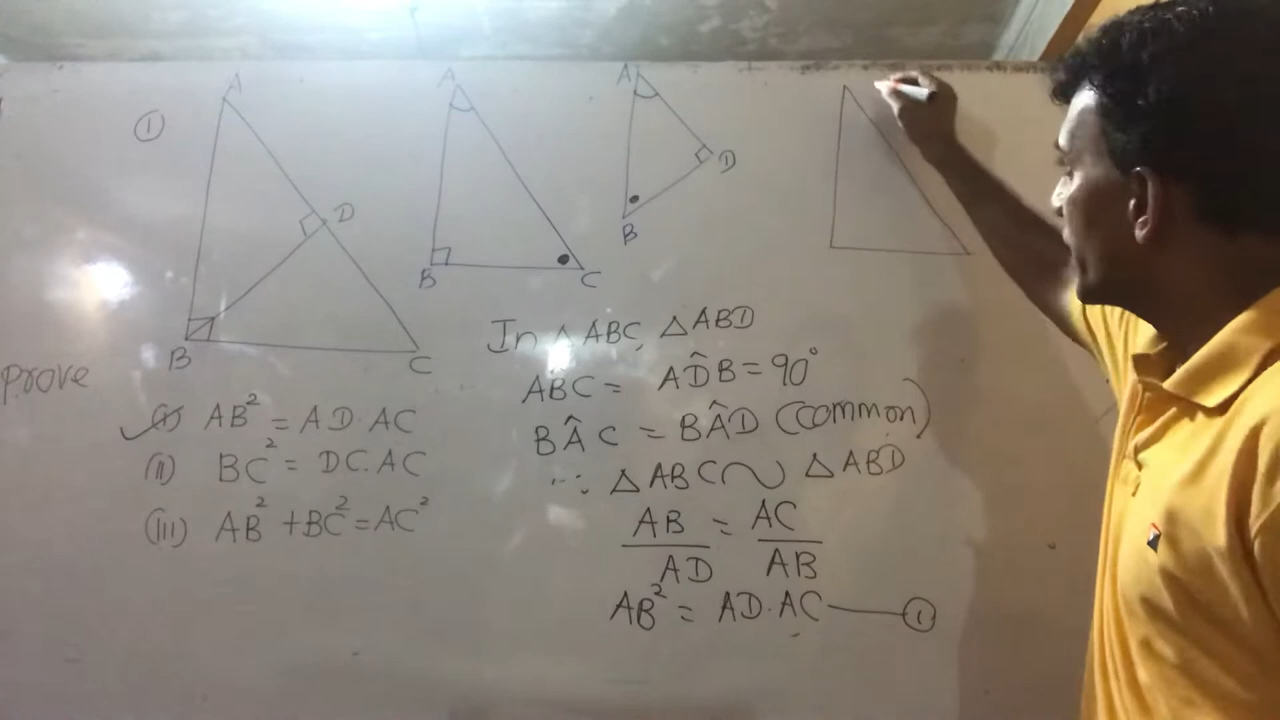 ①
A
D
B
C
A
B
C
A
D
B
prove
(i) AB² = AD·AC
(ii) BC² = DC·AC
(iii) AB² + BC² = AC²
In △ABC, △ABD
ABC = AD̂B = 90°
BÂC = BÂD (common)
∴ △ABC ~ △ABD
AB/AD = AC/AB
AB² = AD·AC — ①